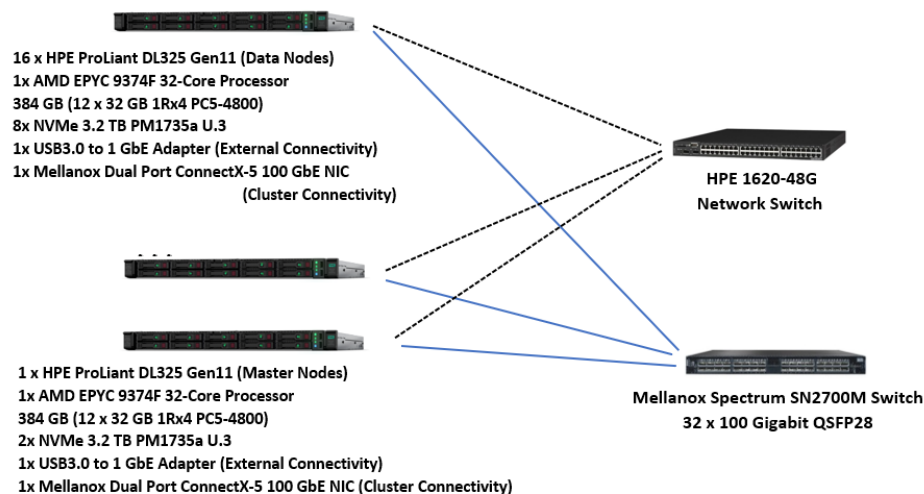 16 x HPE ProLiant DL325 Gen11 (Data Nodes)
1x AMD EPYC 9374F 32-Core Processor
384 GB (12 x 32 GB 1Rx4 PC5-4800)
8x NVMe 3.2 TB PM1735a U.3
1x USB3.0 to 1 GbE Adapter (External Connectivity)
1x Mellanox Dual Port ConnectX-5 100 GbE NIC
(Cluster Connectivity)
HPE 1620-48G
Network Switch
...
1 x HPE ProLiant DL325 Gen11 (Master Nodes)
1x AMD EPYC 9374F 32-Core Processor
384 GB (12 x 32 GB 1Rx4 PC5-4800)
2x NVMe 3.2 TB PM1735a U.3
1x USB3.0 to 1 GbE Adapter (External Connectivity)
1x Mellanox Dual Port ConnectX-5 100 GbE NIC (Cluster Connectivity)
Mellanox Spectrum SN2700M Switch
32 x 100 Gigabit QSFP28